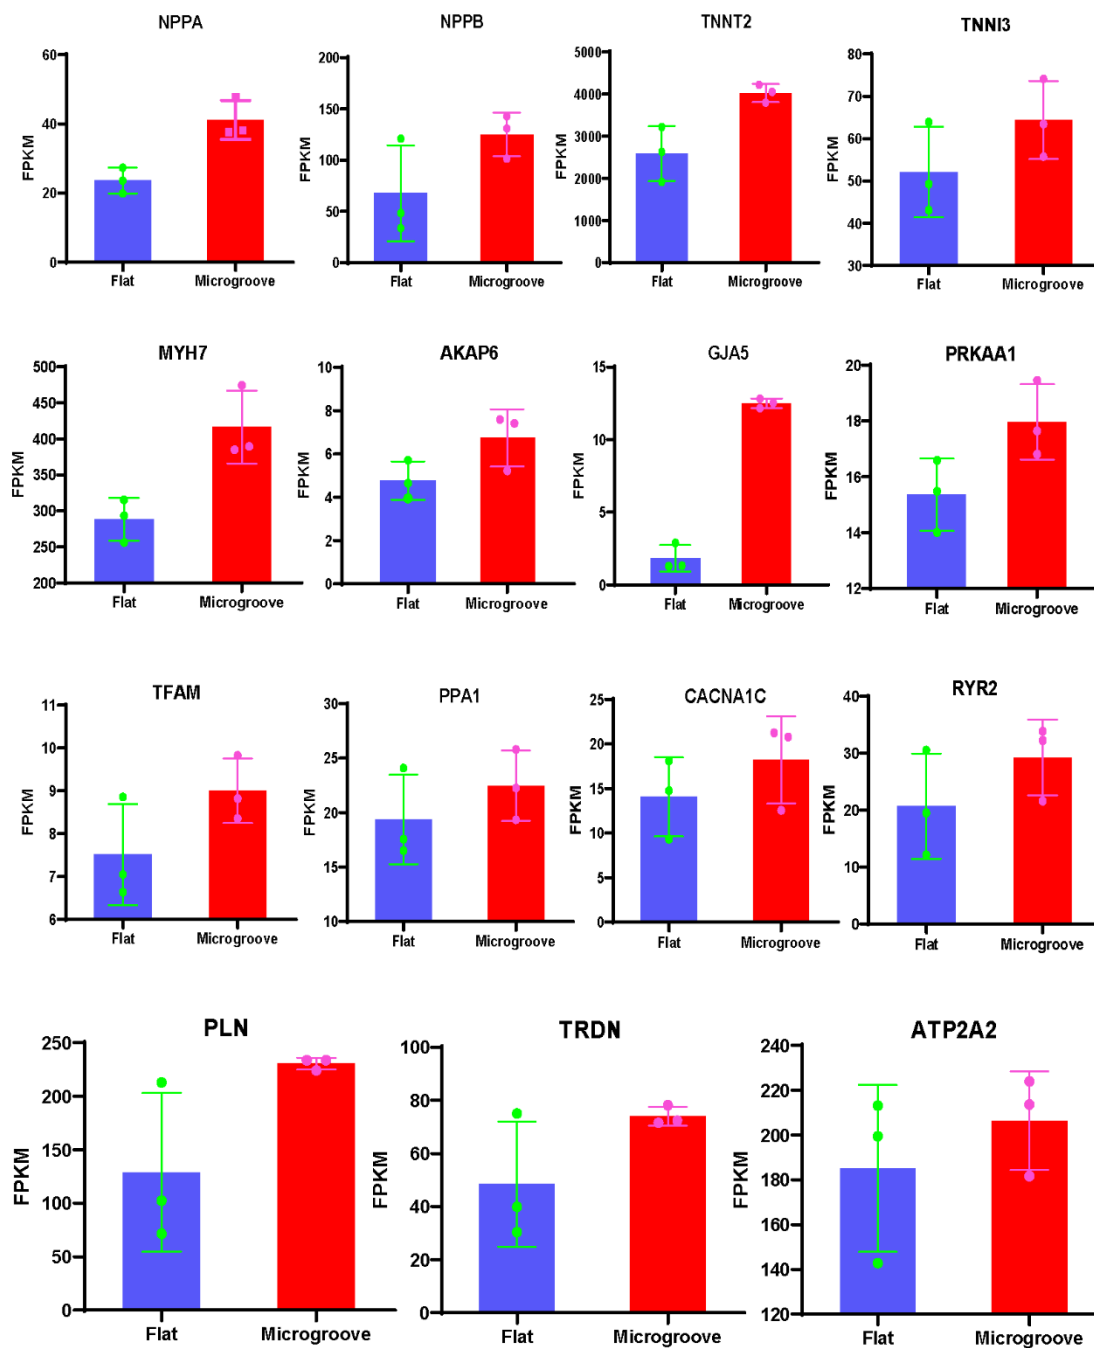 NPPA
NPPB
TNNT2
TNNI3
FPKM
60
40
20
0
Flat
Microgroove
FPKM
200
150
100
50
0
Flat
Microgroove
FPKM
5000
4000
3000
2000
1000
0
Flat
Microgroove
FPKM
80
70
60
50
40
30
Flat
Microgroove
MYH7
AKAP6
GJA5
PRKAA1
FPKM
500
450
400
350
300
250
200
Flat
Microgroove
FPKM
10
8
6
4
2
0
Flat
Microgroove
FPKM
15
10
5
0
Flat
Microgroove
FPKM
20
18
16
14
12
Flat
Microgroove
TFAM
PPA1
CACNA1C
RYR2
FPKM
11
10
9
8
7
6
Flat
Microgroove
FPKM
30
25
20
15
10
Flat
Microgroove
FPKM
25
20
15
10
5
0
Flat
Microgroove
FPKM
40
30
20
10
0
Flat
Microgroove
PLN
TRDN
ATP2A2
FPKM
250
200
150
100
50
0
Flat
Microgroove
FPKM
100
80
60
40
20
0
Flat
Microgroove
FPKM
240
220
200
180
160
140
120
Flat
Microgroove